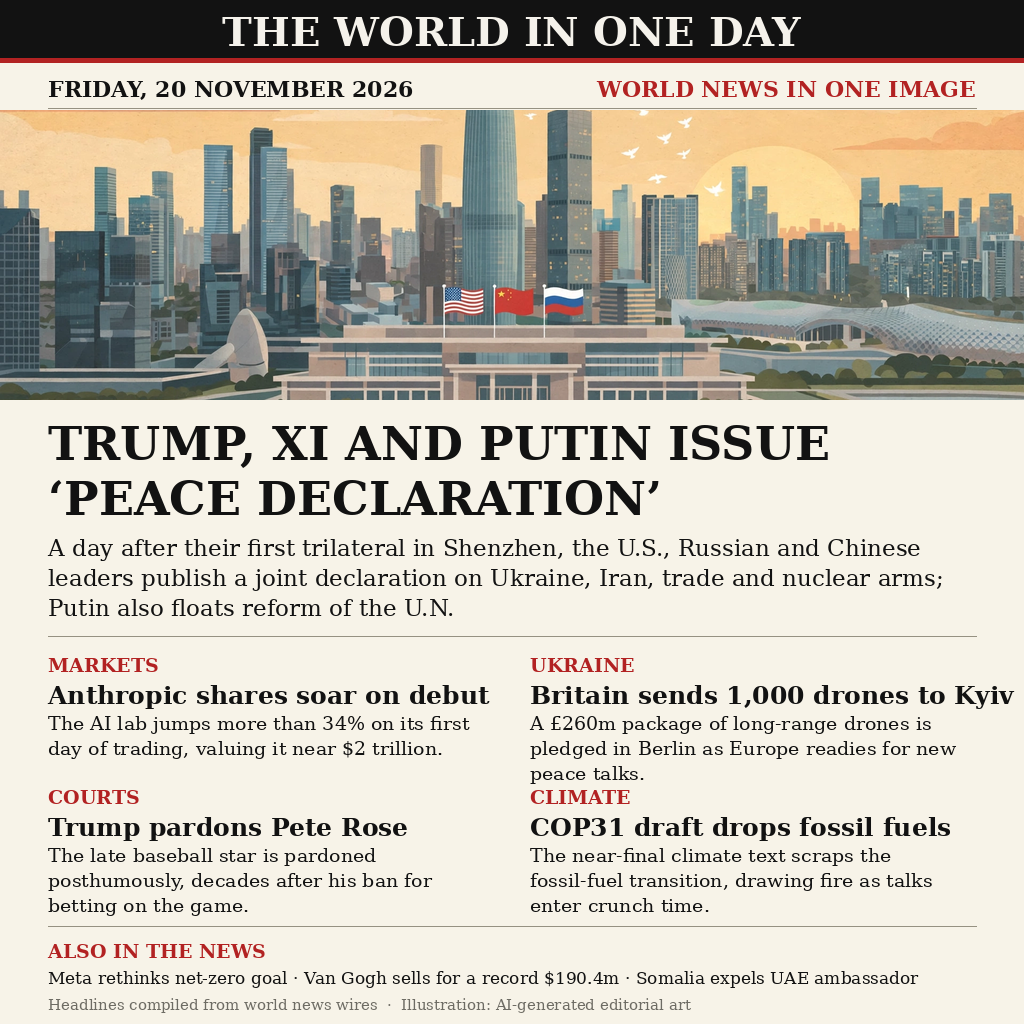 THE WORLD IN ONE DAY
FRIDAY, 20 NOVEMBER 2026
WORLD NEWS IN ONE IMAGE
TRUMP, XI AND PUTIN ISSUE
‘PEACE DECLARATION’
A day after their first trilateral in Shenzhen, the U.S., Russian and Chinese
leaders publish a joint declaration on Ukraine, Iran, trade and nuclear arms;
Putin also floats reform of the U.N.
MARKETS
Anthropic shares soar on debut
The AI lab jumps more than 34% on its first
day of trading, valuing it near $2 trillion.
UKRAINE
Britain sends 1,000 drones to Kyiv
A £260m package of long-range drones is
pledged in Berlin as Europe readies for new
peace talks.
COURTS
Trump pardons Pete Rose
The late baseball star is pardoned
posthumously, decades after his ban for
betting on the game.
CLIMATE
COP31 draft drops fossil fuels
The near-final climate text scraps the
fossil-fuel transition, drawing fire as talks
enter crunch time.
ALSO IN THE NEWS
Meta rethinks net-zero goal · Van Gogh sells for a record $190.4m · Somalia expels UAE ambassador
Headlines compiled from world news wires · Illustration: AI-generated editorial art